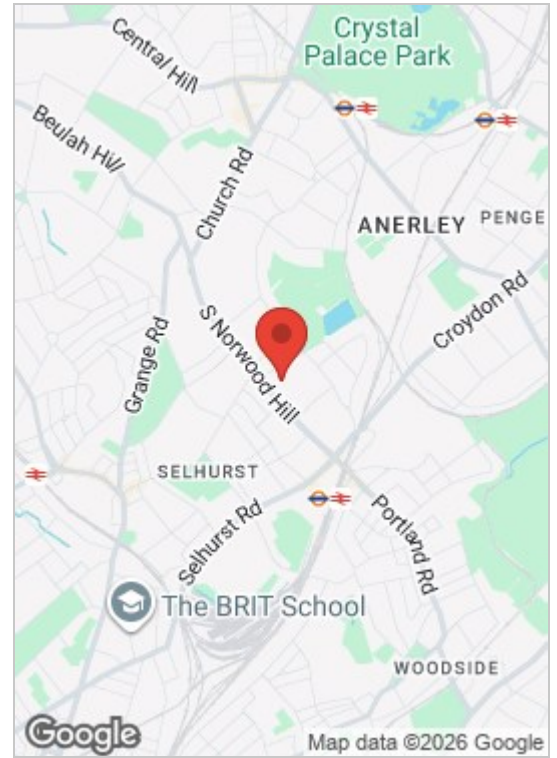 Crystal
Palace Park
Central Hill
Beulah Hill
Church Rd
ANERLEY
PENGE
Croydon Rd
S Norwood Hill
Grange Rd
SELHURST
Selhurst Rd
Portland Rd
The BRIT School
WOODSIDE
Google
Map data ©2026 Google